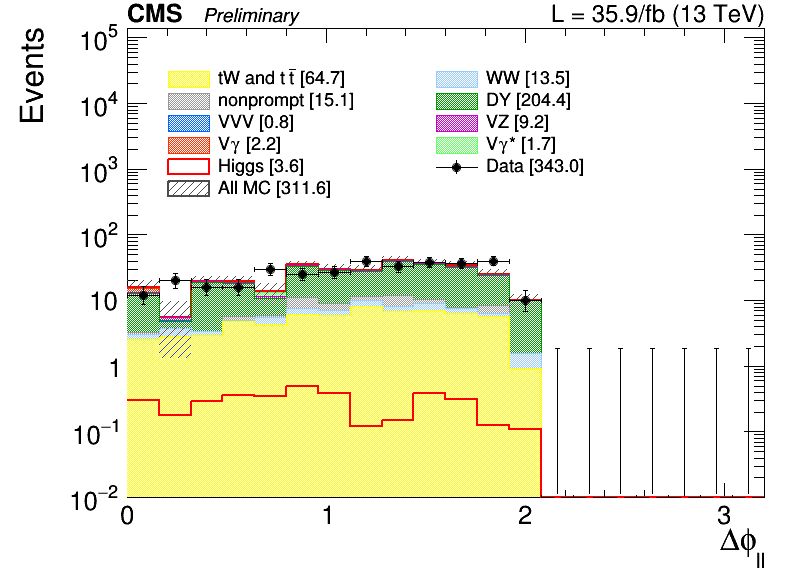 CMS Preliminary L = 35.9/fb (13 TeV)
Events
10⁵
10⁴
10³
10²
10
1
10⁻¹
10⁻²
tW and t t̅ [64.7] WW [13.5]
nonprompt [15.1] DY [204.4]
VVV [0.8] VZ [9.2]
Vγ [2.2] Vγ* [1.7]
Higgs [3.6] Data [343.0]
All MC [311.6]
0 1 2 3
Δϕ_ll